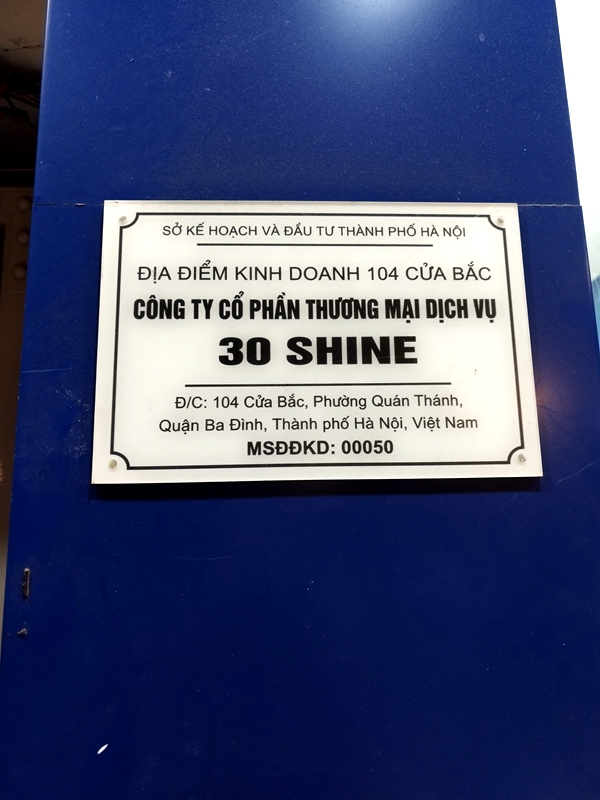 SỞ KẾ HOẠCH VÀ ĐẦU TƯ THÀNH PHỐ HÀ NỘI
ĐỊA ĐIỂM KINH DOANH 104 CỬA BẮC
CÔNG TY CỔ PHẦN THƯƠNG MẠI DỊCH VỤ
30 SHINE
Đ/C: 104 Cửa Bắc, Phường Quán Thánh,
Quận Ba Đình, Thành phố Hà Nội, Việt Nam
MSĐĐKD: 00050